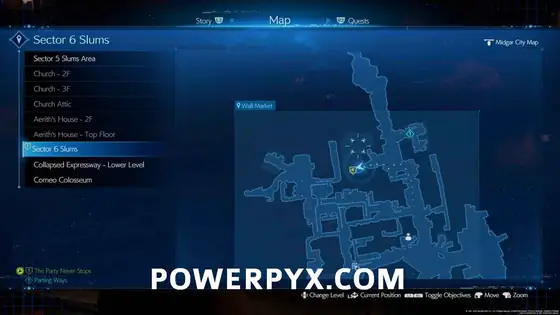 Story L2 Map R2 Quests
Sector 6 Slums
Midgar City Map
Sector 5 Slums Area
Church - 2F
Church - 3F
Church Attic
Aerith's House - 2F
Aerith's House - Top Floor
Sector 6 Slums
Collapsed Expressway - Lower Level
Corneo Colosseum
Wall Market
The Party Never Stops
Parting Ways
POWERPYX.COM
Change Level Current Position Toggle Objectives Move Zoom